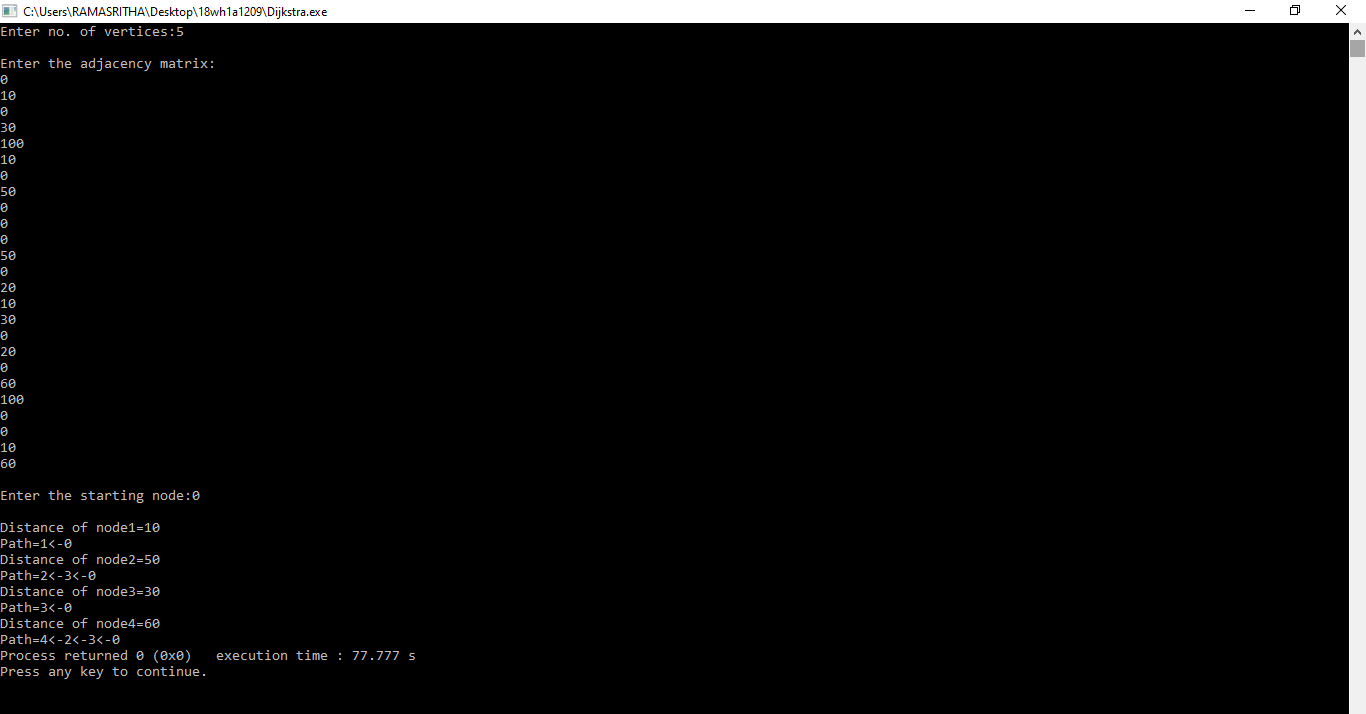 C:\Users\RAMASRITHA\Desktop\18wh1a1209\Dijkstra.exe
Enter no. of vertices:5
Enter the adjacency matrix:
0
10
0
30
100
10
0
50
0
0
0
50
0
20
10
30
0
20
0
60
100
0
0
10
60
Enter the starting node:0
Distance of node1=10
Path=1<-0
Distance of node2=50
Path=2<-3<-0
Distance of node3=30
Path=3<-0
Distance of node4=60
Path=4<-2<-3<-0
Process returned 0 (0x0)   execution time : 77.777 s
Press any key to continue.